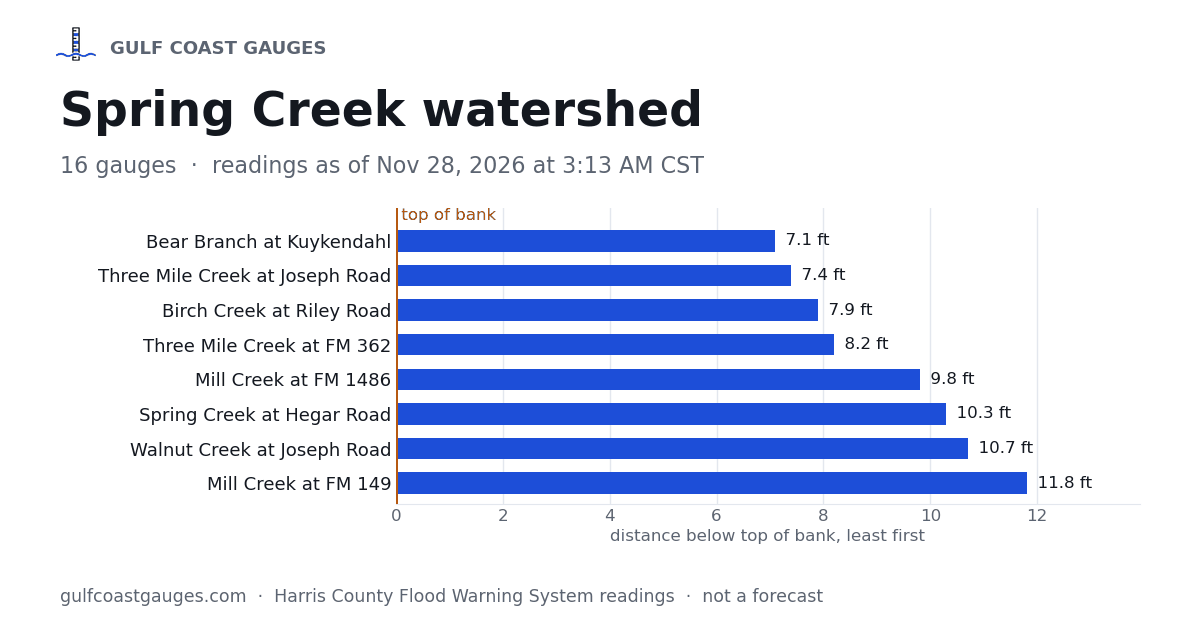 GULF COAST GAUGES
Spring Creek watershed
16 gauges · readings as of Nov 28, 2026 at 3:13 AM CST
top of bank
Bear Branch at Kuykendahl 7.1 ft
Three Mile Creek at Joseph Road 7.4 ft
Birch Creek at Riley Road 7.9 ft
Three Mile Creek at FM 362 8.2 ft
Mill Creek at FM 1486 9.8 ft
Spring Creek at Hegar Road 10.3 ft
Walnut Creek at Joseph Road 10.7 ft
Mill Creek at FM 149 11.8 ft
0 2 4 6 8 10 12
distance below top of bank, least first
gulfcoastgauges.com · Harris County Flood Warning System readings · not a forecast